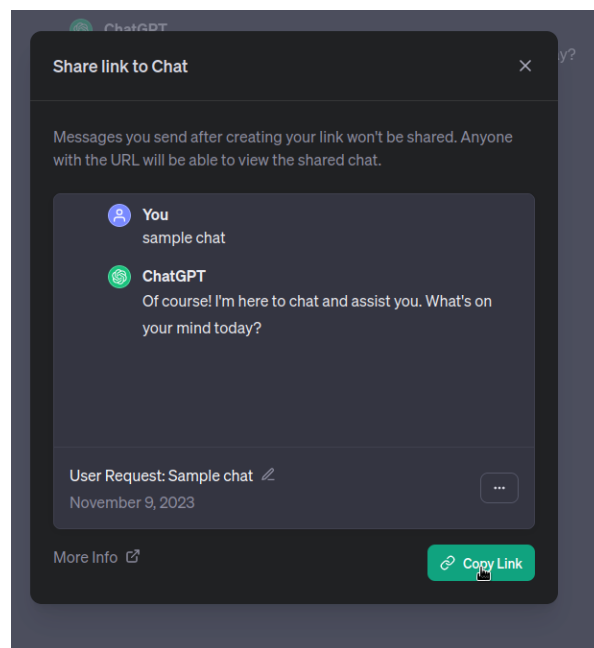 ChatGPT
y?
Share link to Chat
Messages you send after creating your link won't be shared. Anyone
with the URL will be able to view the shared chat.
You
sample chat
ChatGPT
Of course! I'm here to chat and assist you. What's on
your mind today?
User Request: Sample chat
November 9, 2023
...
More Info
Copy Link